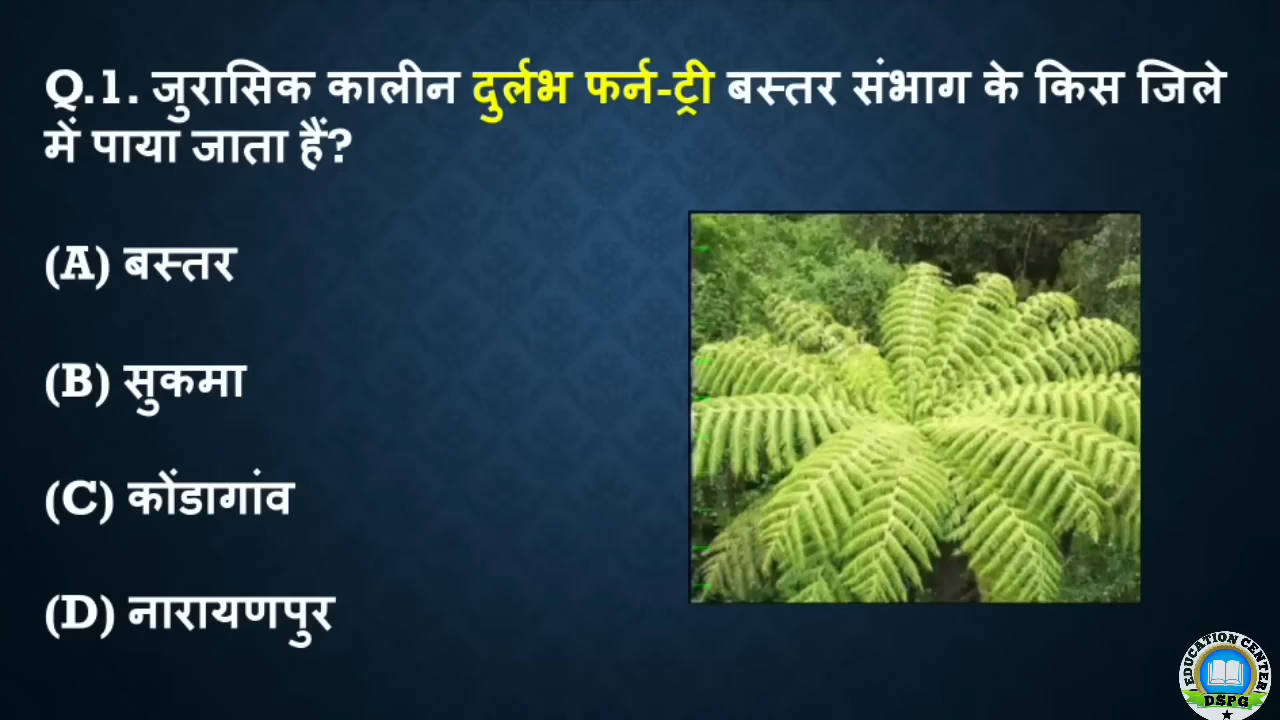 Q.1. जुरासिक कालीन दुर्लभ फर्न-ट्री बस्तर संभाग के किस जिले
में पाया जाता हैं?
(A) बस्तर
(B) सुकमा
(C) कोंडागांव
(D) नारायणपुर
EDUCATION CENTER
DSPG